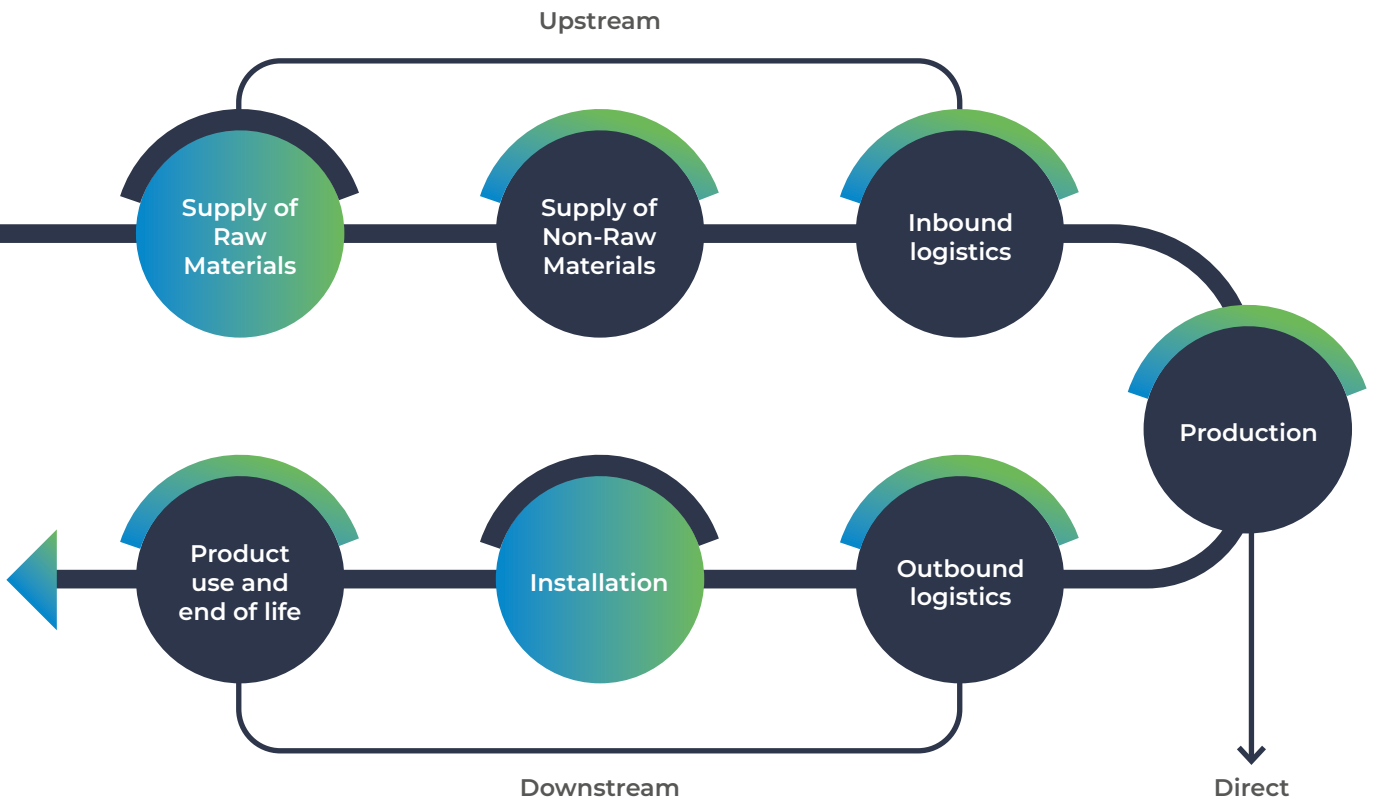 Upstream
Supply of
Raw
Materials
Supply of
Non-Raw
Materials
Inbound
logistics
Production
Outbound
logistics
Installation
Product
use and
end of life
Downstream
Direct